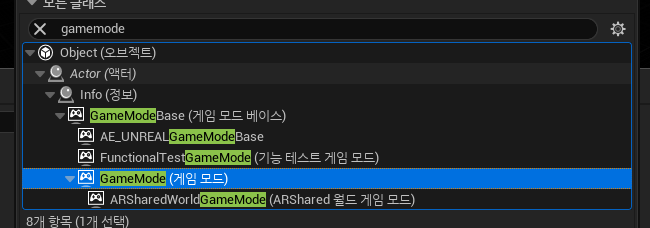 모든 클래스
gamemode
Object (오브젝트)
Actor (액터)
Info (정보)
GameModeBase (게임 모드 베이스)
AE_UNREALGameModeBase
FunctionalTestGameMode (기능 테스트 게임 모드)
GameMode (게임 모드)
ARSharedWorldGameMode (ARShared 월드 게임 모드)
8개 항목 (1개 선택)